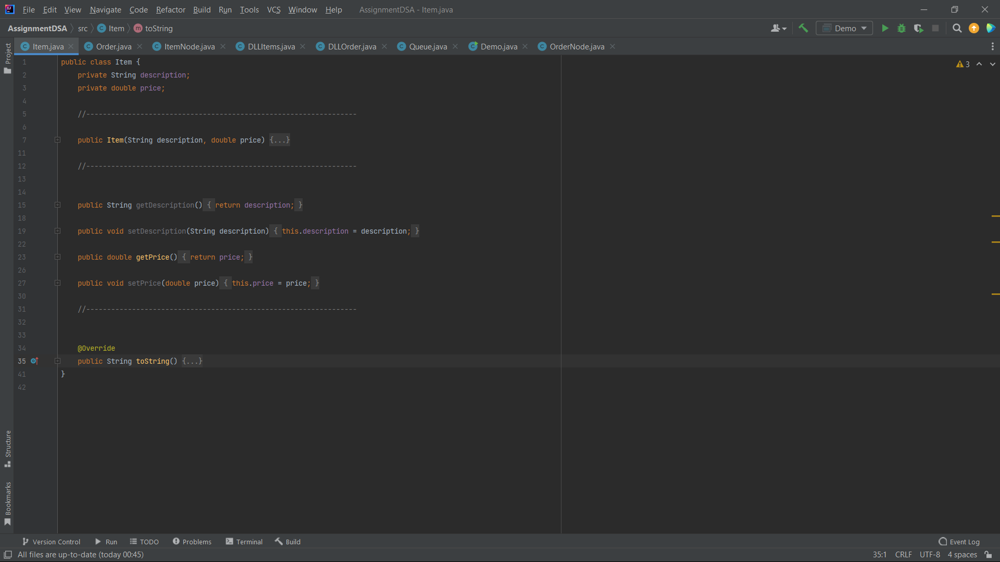 File Edit View Navigate Code Refactor Build Run Tools VCS Window Help AssignmentDSA - Item.java
AssignmentDSA src Item toString Demo
Item.java Order.java ItemNode.java DLLItems.java DLLOrder.java Queue.java Demo.java OrderNode.java
Project
1 public class Item {
3
2 private String description;
3 private double price;
4
5 //-----------------------------------------------------------------
6
7 public Item(String description, double price) {...}
11
12 //-----------------------------------------------------------------
13
14
15 public String getDescription() { return description; }
18
19 public void setDescription(String description) { this.description = description; }
22
23 public double getPrice() { return price; }
26
27 public void setPrice(double price) { this.price = price; }
30
31 //-----------------------------------------------------------------
32
33
34 @Override
35 public String toString() {...}
41 }
42
Structure
Bookmarks
Version Control Run TODO Problems Terminal Build Event Log
All files are up-to-date (today 00:45) 35:1 CRLF UTF-8 4 spaces